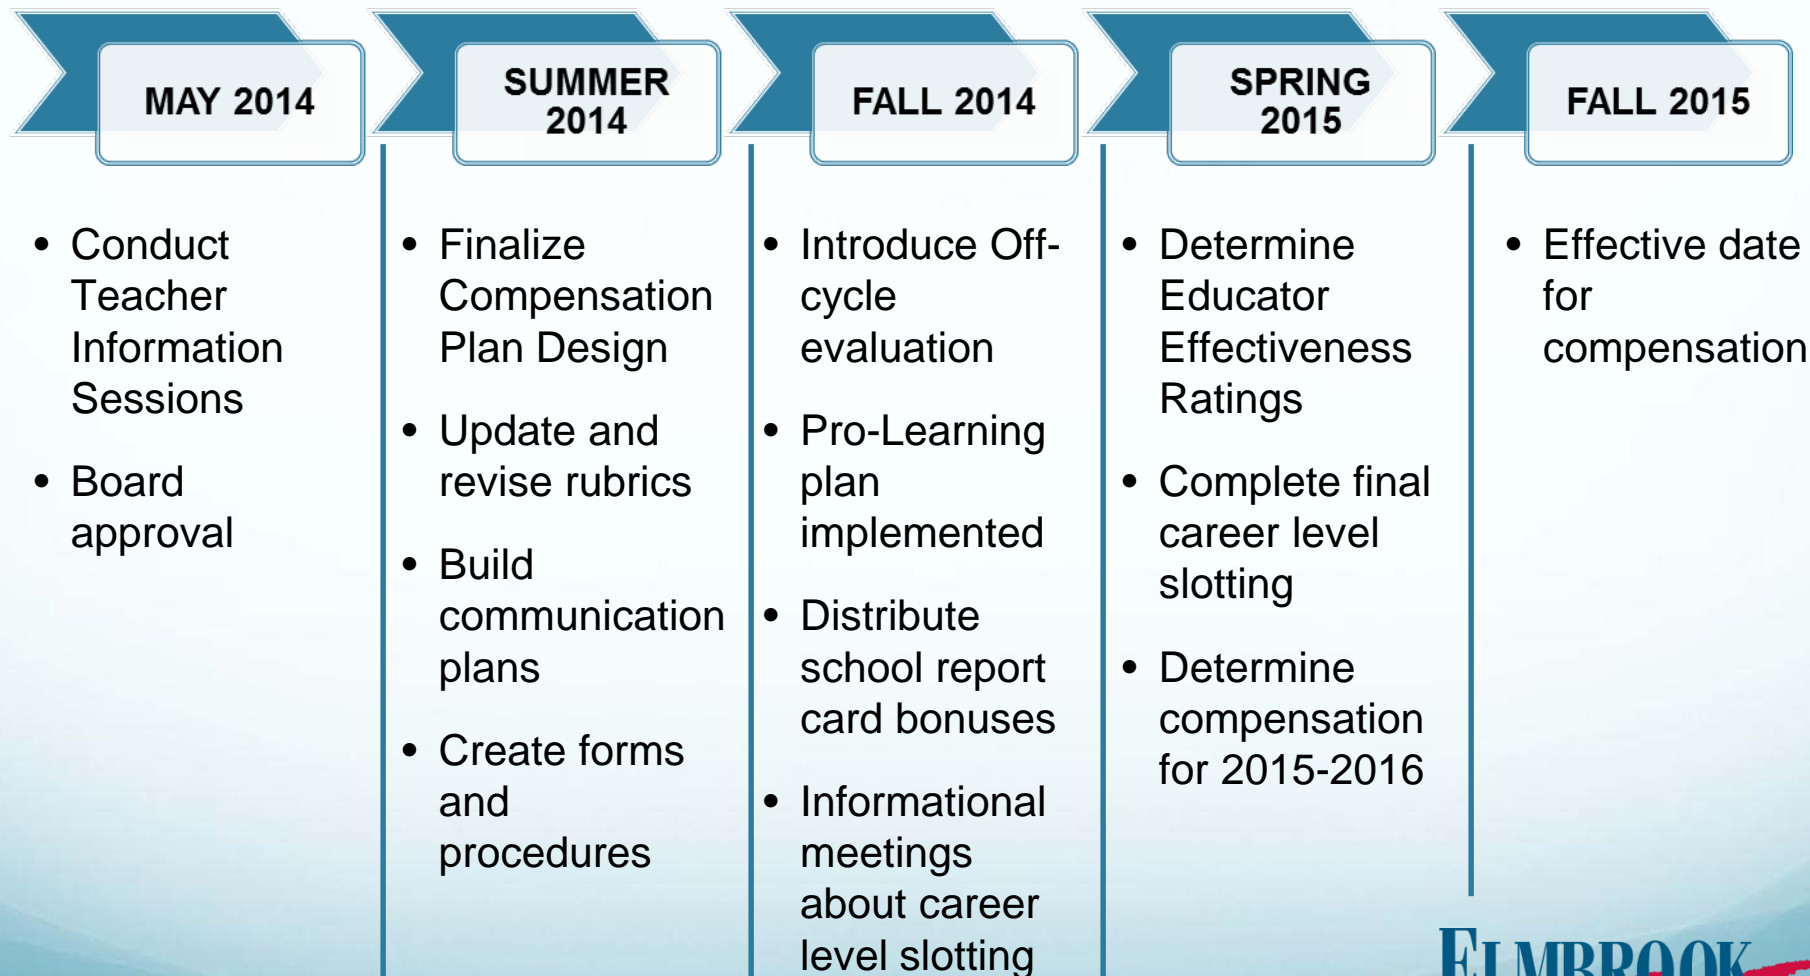 MAY 2014
SUMMER
2014
FALL 2014
SPRING
2015
FALL 2015
• Conduct
Teacher
Information
Sessions
• Board
approval
• Finalize
Compensation
Plan Design
• Update and
revise rubrics
• Build
communication
plans
• Create forms
and
procedures
• Introduce Off-
cycle
evaluation
• Pro-Learning
plan
implemented
• Distribute
school report
card bonuses
• Informational
meetings
about career
level slotting
• Determine
Educator
Effectiveness
Ratings
• Complete final
career level
slotting
• Determine
compensation
for 2015-2016
• Effective date
for
compensation
ELMBROOK